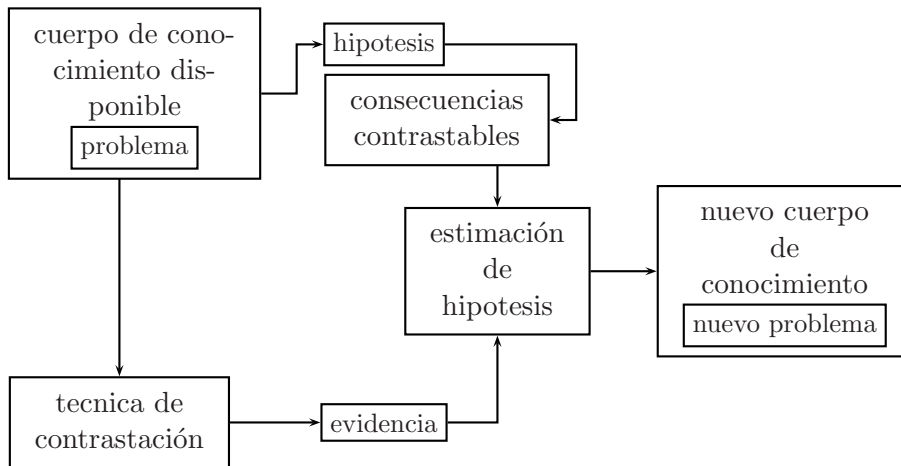 cuerpo de cono-
cimiento dis-
ponible
problema
hipotesis
consecuencias
contrastables
estimación
de
hipotesis
nuevo cuerpo
de
conocimiento
nuevo problema
tecnica de
contrastación
evidencia